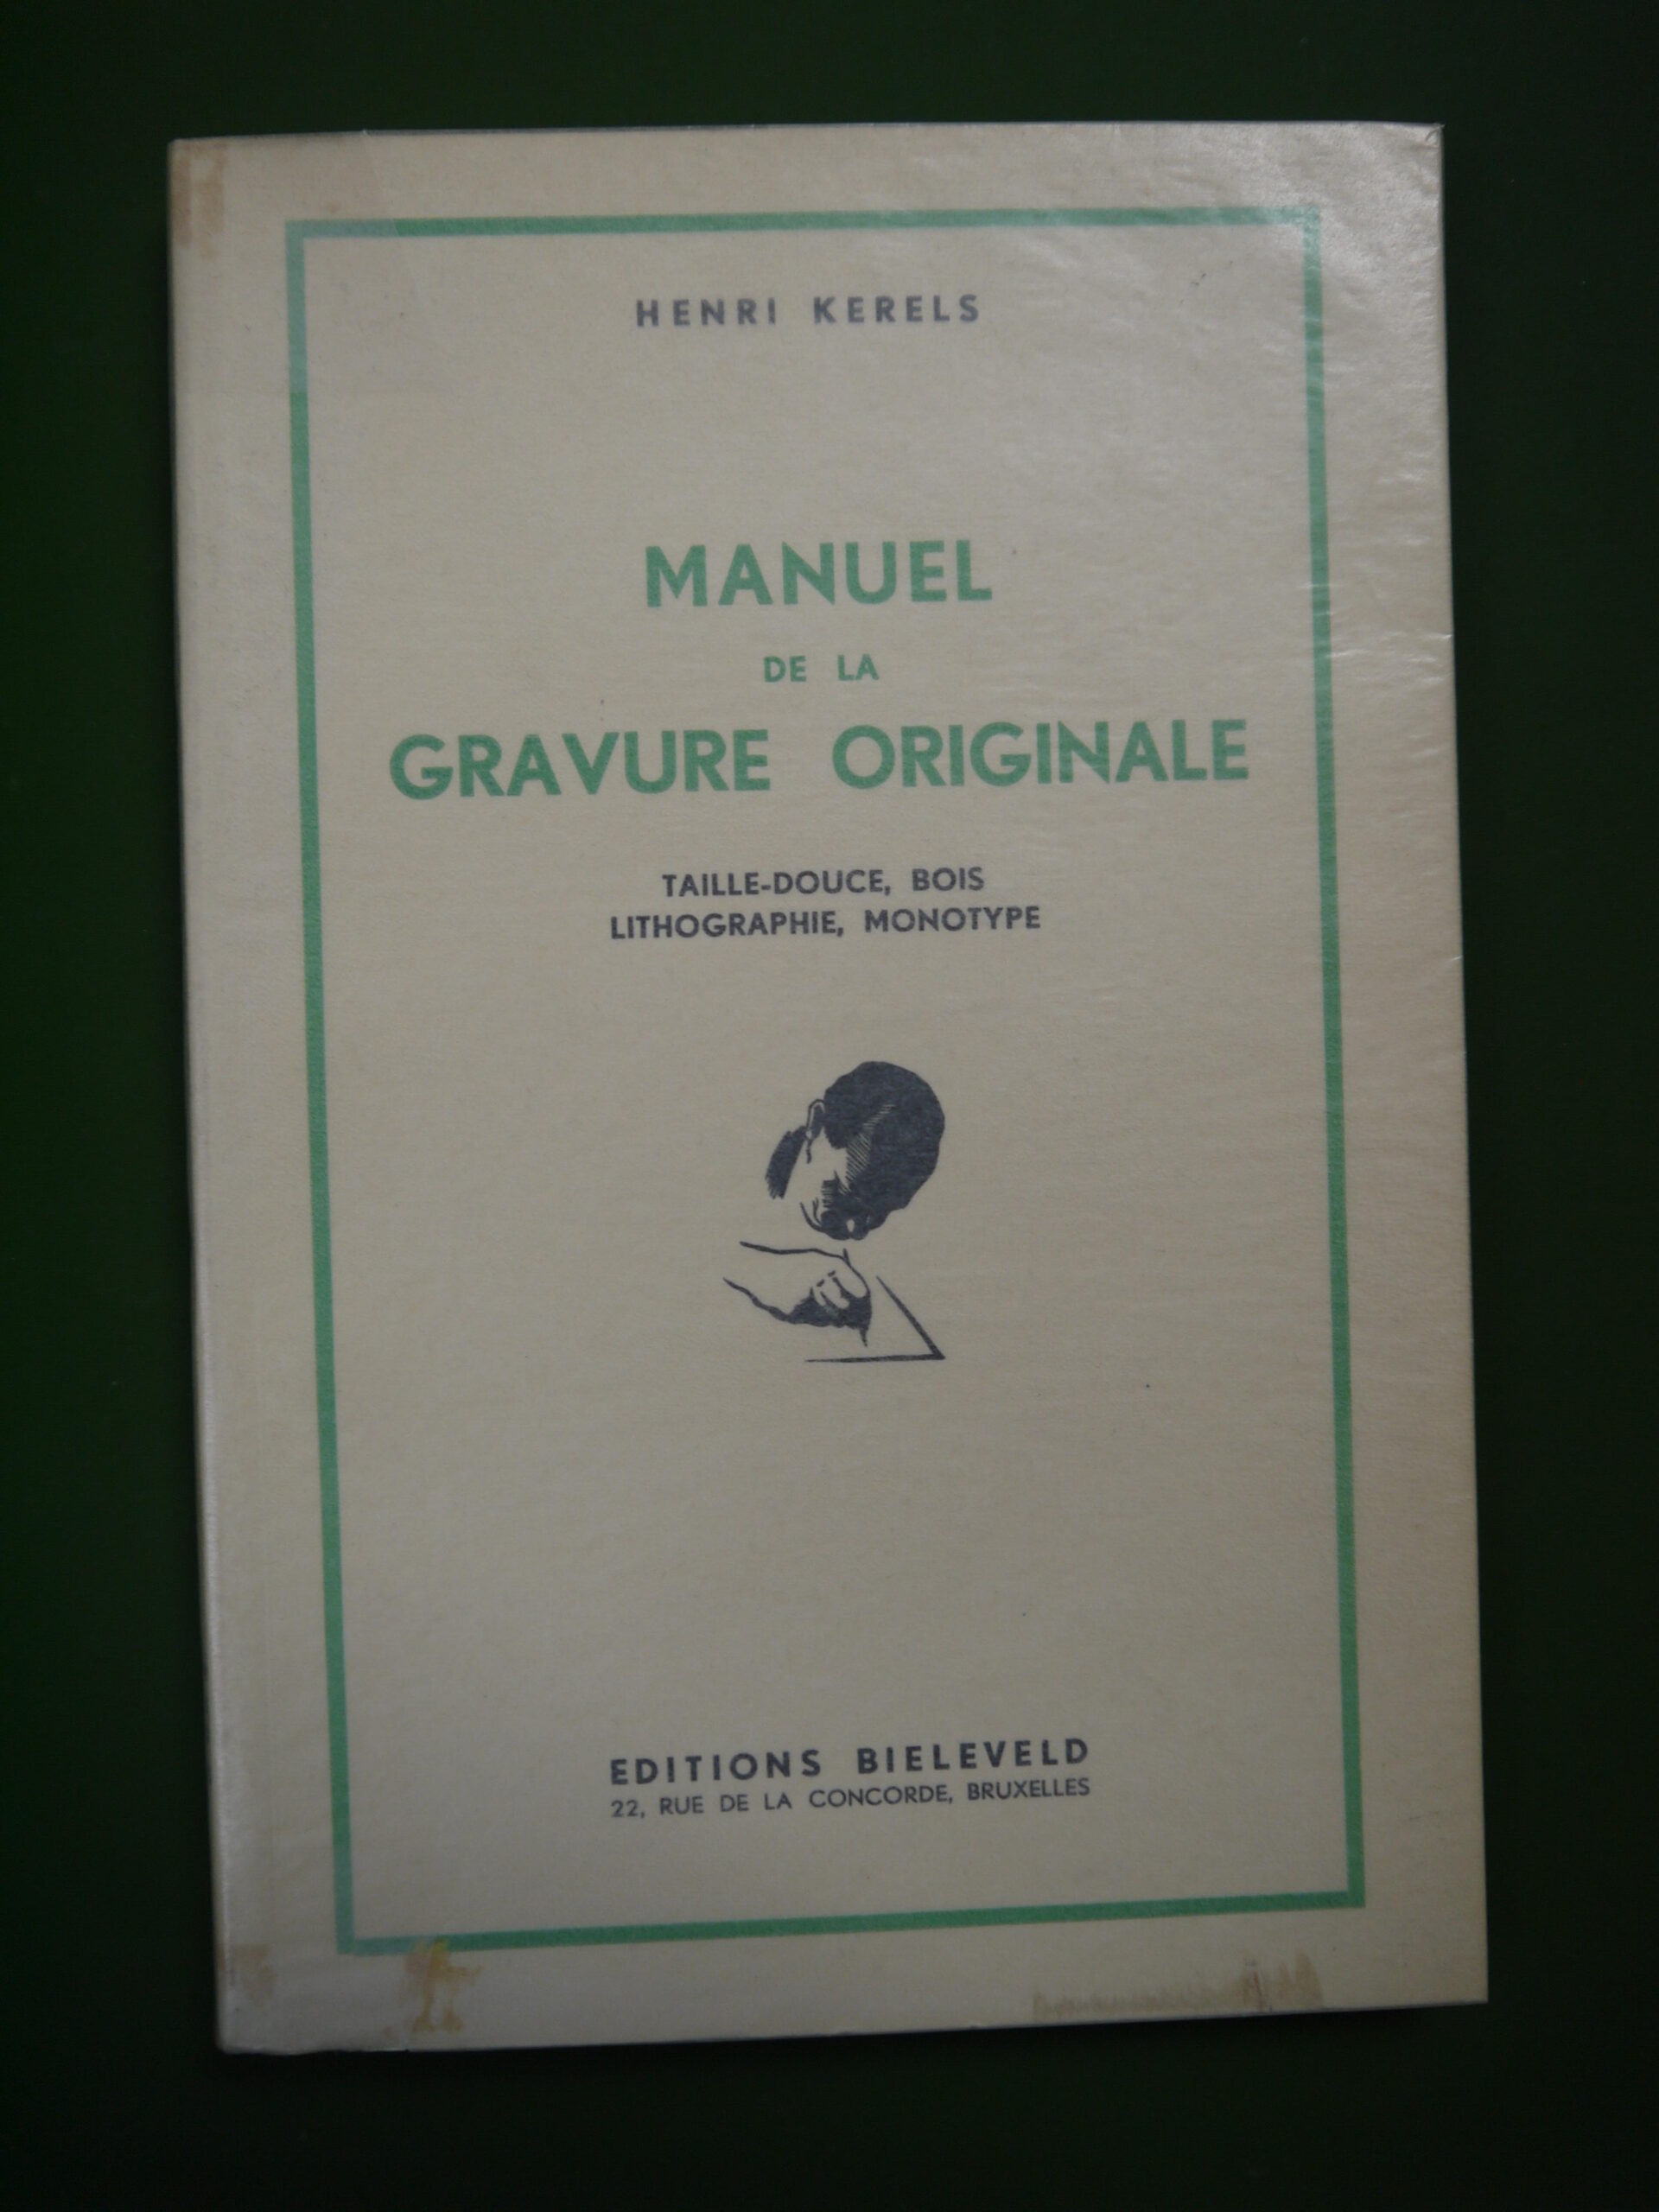 HENRI KERELS
MANUEL
DE LA
GRAVURE ORIGINALE
TAILLE-DOUCE, BOIS
LITHOGRAPHIE, MONOTYPE
EDITIONS BIELEVELD
22, RUE DE LA CONCORDE, BRUXELLES